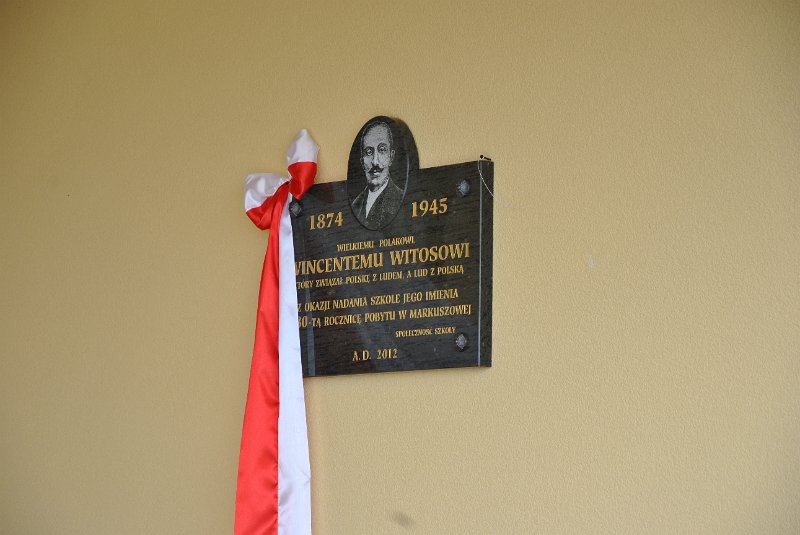 1874 1945
WIELKIEMU POLAKOWI
WINCENTEMU WITOSOWI
KTÓRY ZWIĄZAŁ POLSKĘ Z LUDEM, A LUD Z POLSKĄ
Z OKAZJI NADANIA SZKOLE JEGO IMIENIA
80-TĄ ROCZNICĘ POBYTU W MARKUSZOWEJ
SPOŁECZNOŚĆ SZKOŁY
A.D. 2012